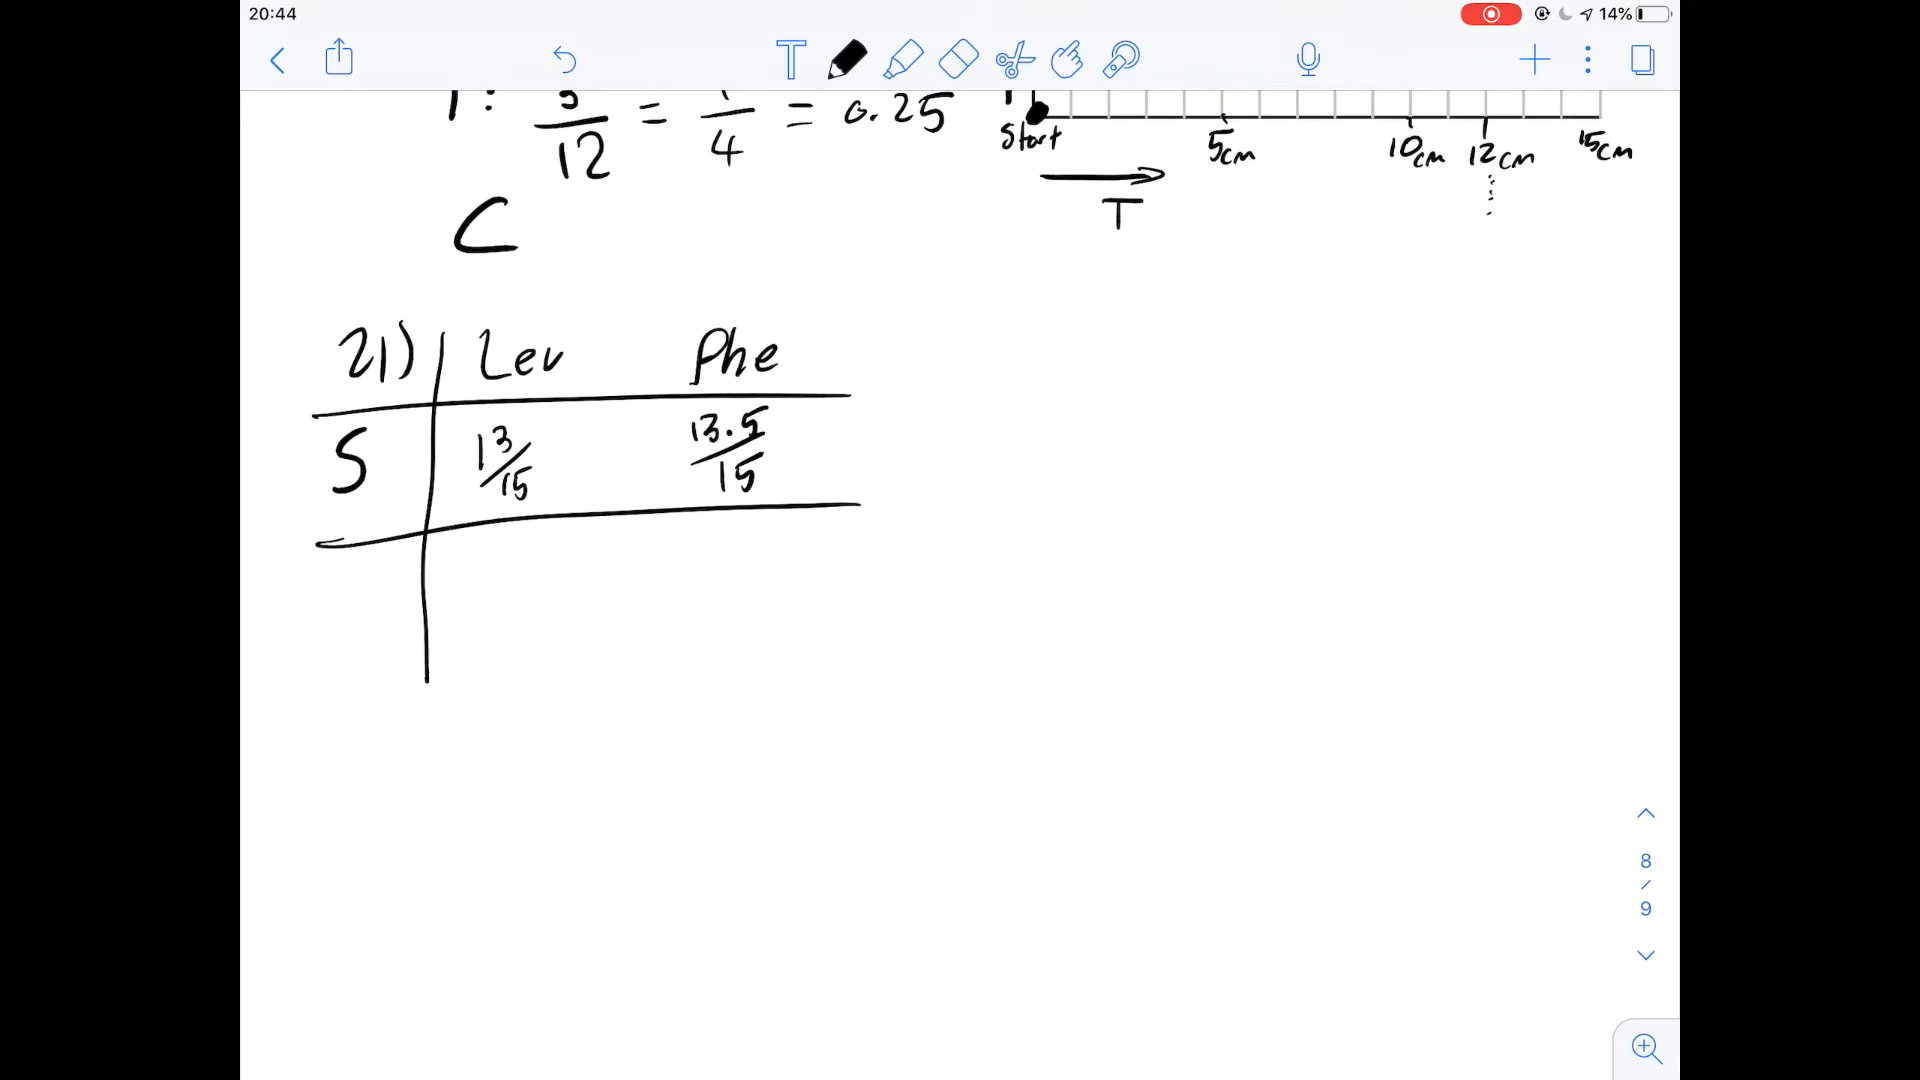 20:44
14%
T
= = 0.25
12 4
Start 5cm 10cm 12cm 15cm
T
C
21) Leu Phe
S 13/15 13.5/15
8
/
9